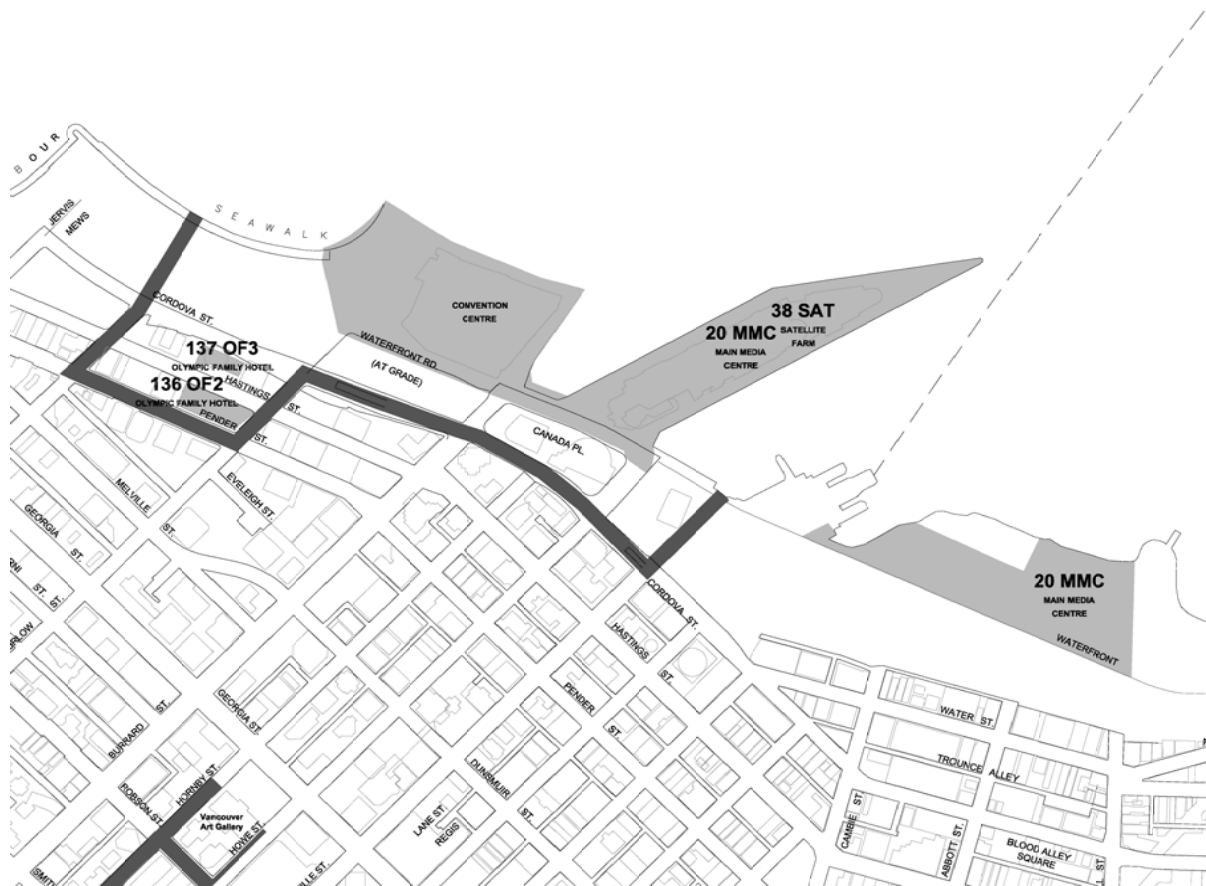 B OUR
JERVIS
MEWS
SEAWALK
CORDOVA ST.
137 OF3
OLYMPIC FAMILY HOTEL
136 OF2
OLYMPIC FAMILY HOTEL
HASTINGS ST.
PENDER ST.
CONVENTION
CENTRE
WATERFRONT RD
(AT GRADE)
38 SAT
SATELLITE
FARM
20 MMC
MAIN MEDIA
CENTRE
CANADA PL
MELVILLE ST.
EVELEIGH ST.
GEORGIA ST.
ST.
ST.
20 MMC
MAIN MEDIA
CENTRE
WATERFRONT
CORDOVA ST.
HASTINGS ST.
PENDER ST.
WATER ST.
TROUNCE ALLEY
BURRARD ST.
GEORGIA ST.
DUNSMUIR ST.
ROBSON ST.
HORNBY ST.
Vancouver
Art Gallery
HOWE ST.
LANE ST.
REGIS
CAMBIE ST.
ABBOTT ST.
BLOOD ALLEY
SQUARE